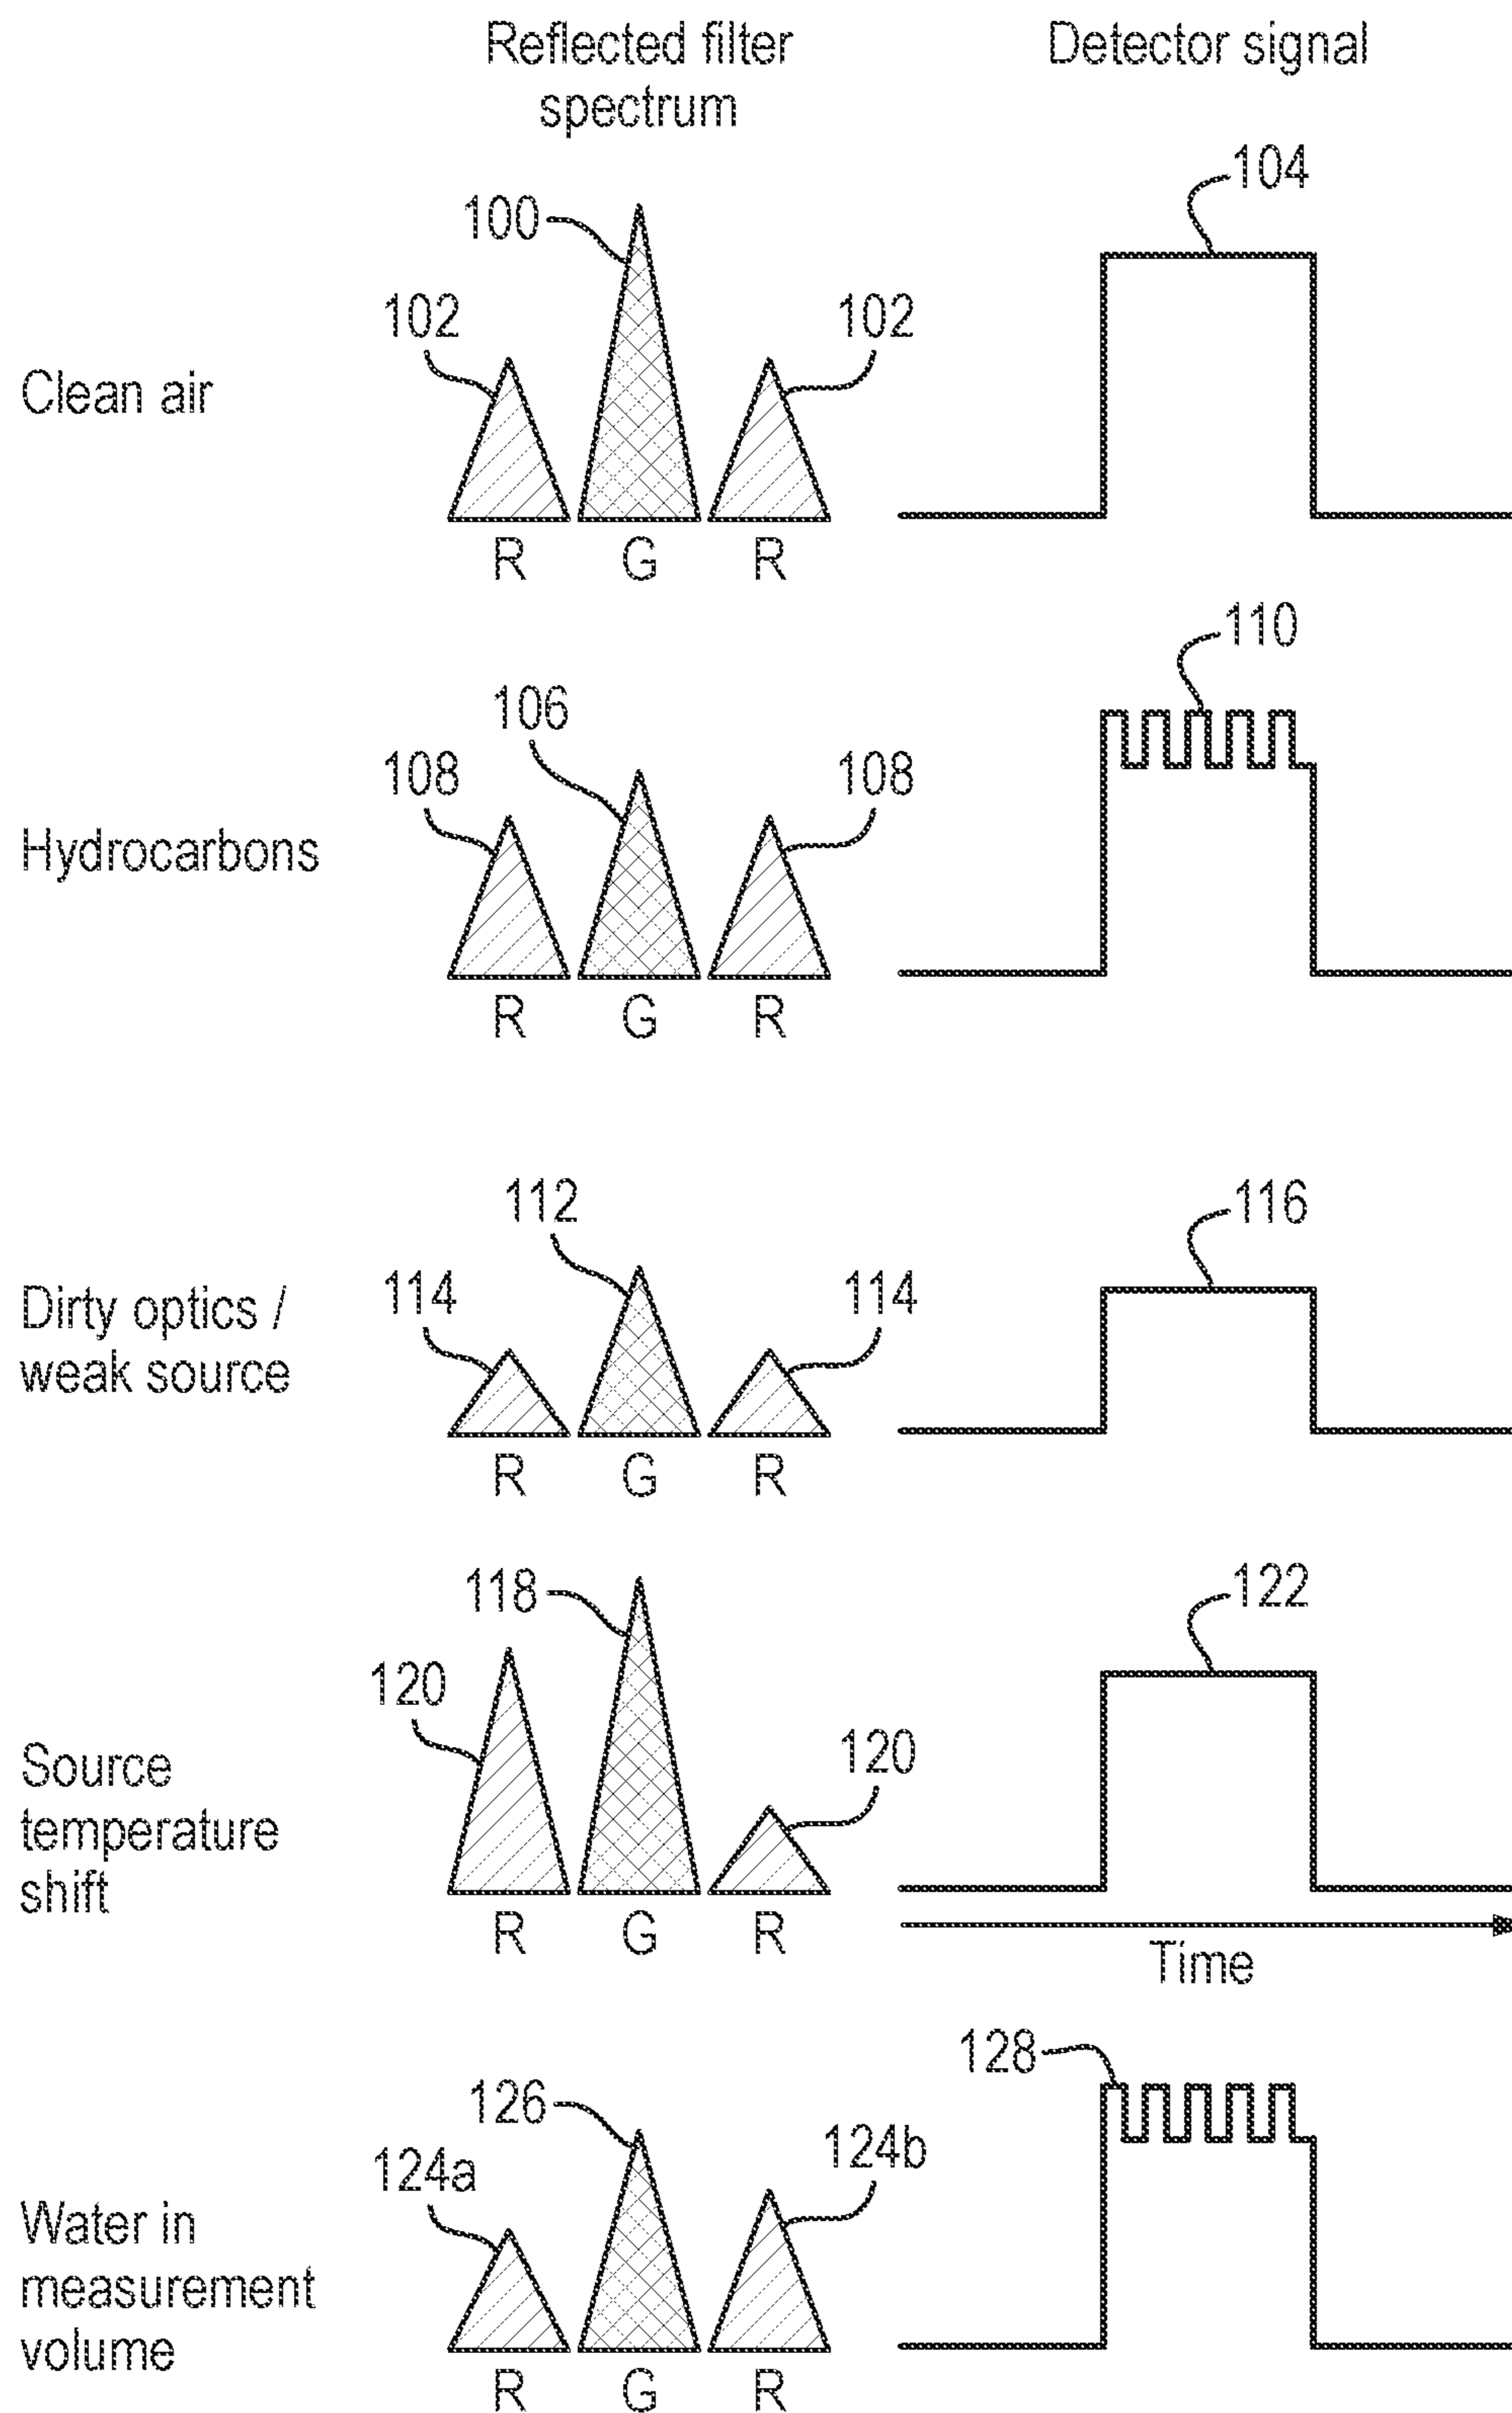 Reflected filter
spectrum
Detector signal
104
100
102
102
Clean air
R G R
110
106
108
108
Hydrocarbons
R G R
112
116
114
114
Dirty optics /
weak source
R G R
118
122
120
120
Source
temperature
shift
R G R
Time
128
126
124a
124b
Water in
measurement
volume
R G R